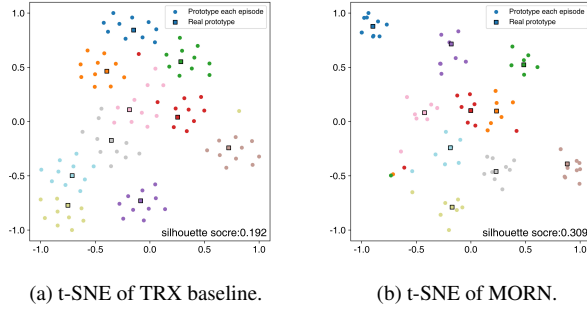 Prototype each episode
Real prototype
1.0
0.5
0.0
-0.5
-1.0
-1.0 -0.5 0.0 0.5 1.0
silhouette socre:0.192
(a) t-SNE of TRX baseline.
Prototype each episode
Real prototype
1.0
0.5
0.0
-0.5
-1.0
-1.0 -0.5 0.0 0.5 1.0
silhouette socre:0.309
(b) t-SNE of MORN.